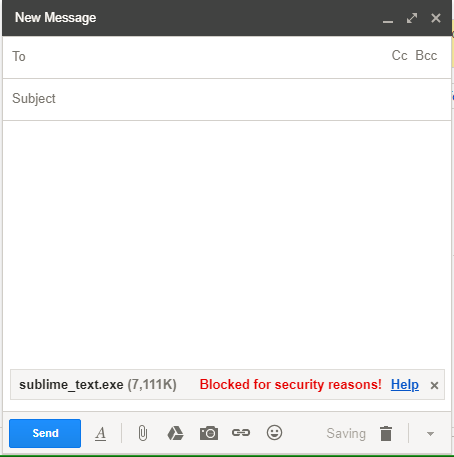 New Message
To Cc Bcc
Subject
sublime_text.exe (7,111K) Blocked for security reasons! Help
Send A Saving